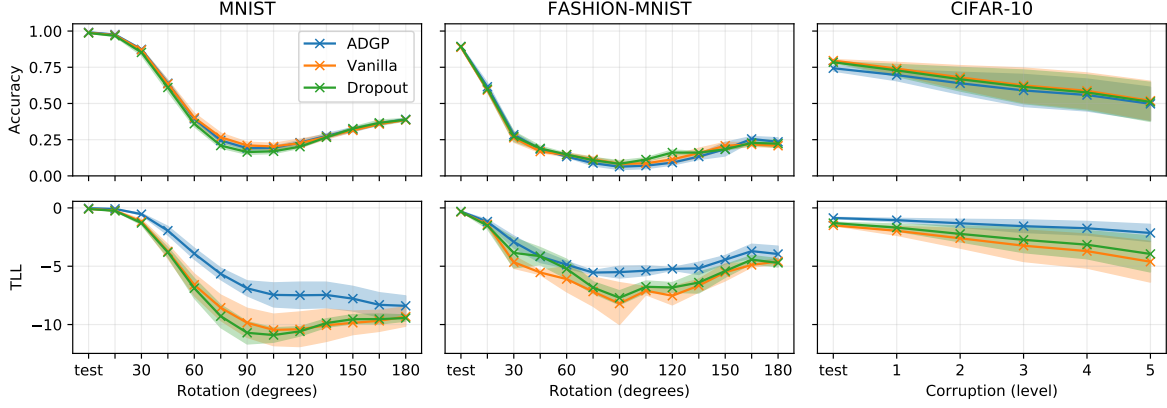 MNIST
FASHION-MNIST
CIFAR-10
Accuracy
1.00
0.75
0.50
0.25
0.00
ADGP
Vanilla
Dropout
TLL
0
−5
−10
test 30 60 90 120 150 180
Rotation (degrees)
test 30 60 90 120 150 180
Rotation (degrees)
test 1 2 3 4 5
Corruption (level)